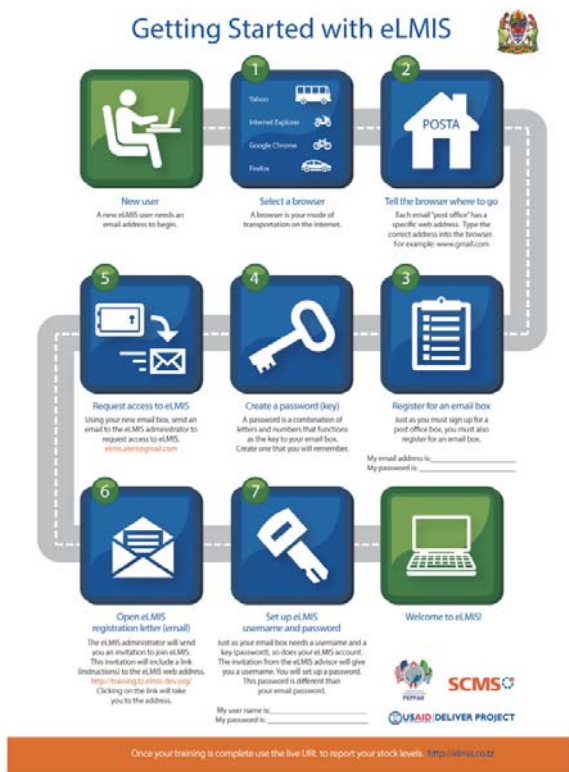 Getting Started with eLMIS
New user
A new eLMIS user needs an
email address to begin.
1
Yahoo
Internet Explorer
Google Chrome
Firefox
Select a browser
A browser is your mode of
transportation on the internet.
2
POSTA
Tell the browser where to go
Each email "post office" has a
specific web address. Type the
correct address into the browser.
For example: www.gmail.com
3
Register for an email box
Just as you must sign up for a
post office box, you must also
register for an email box.
My email address is:
My password is:
4
Create a password (key)
A password is a combination of
letters and numbers that functions
as the key to your email box.
Create one that you will remember.
5
Request access to eLMIS
Using your new email box, send an
email to the eLMIS administrator to
request access to eLMIS.
elmis.alert@gmail.com
6
Open eLMIS
registration letter (email)
The eLMIS administrator will send
you an invitation to join eLMIS.
This invitation will include a link
(instructions) to the eLMIS web address.
http://training.tz.elmis-dev.org/
Clicking on the link will take
you to the address.
7
Set up eLMIS
username and password
Just as your email box needs a username and a
key (password), so does your eLMIS account.
The invitation from the eLMIS advisor will give
you a username. You will set up a password.
This password is different than
your email password.
My user name is:
My password is:
Welcome to eLMIS!
PEPFAR
SCMS
USAID | DELIVER PROJECT
Once your training is complete use the live URL to report your stock levels.